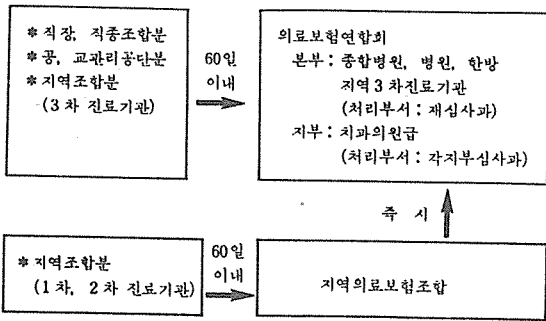 * 직장, 직종조합분
* 공, 교관리공단분
* 지역조합분
(3차 진료기관)
60일
이내
의료보험연합회
본부 : 종합병원, 병원, 한방
지역 3차진료기관
(처리부서 : 재심사과)
지부 : 치과의원급
(처리부서 : 각지부심사과)
즉 시
* 지역조합분
(1차, 2차 진료기관)
60일
이내
지역의료보험조합